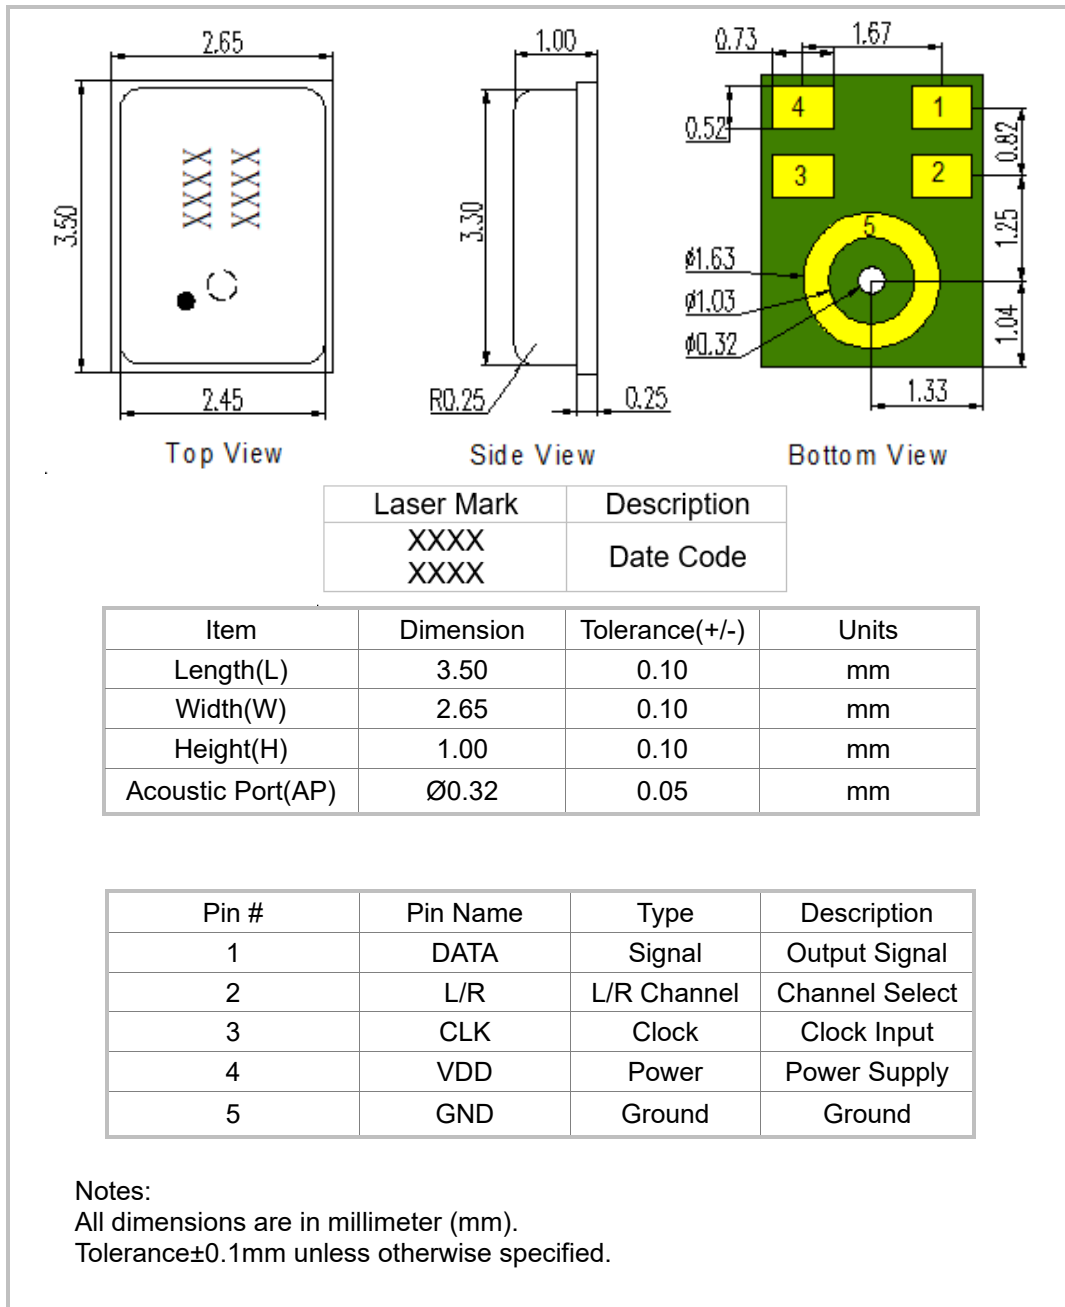 2.65
3.50
XXXX XXXX
2.45
Top View
1.00
3.30
R0.25
0.25
Side View
0.73
1.67
0.52
4
1
3
2
5
0.82
1.25
1.04
ø1.63
ø1.03
ø0.32
1.33
Bottom View
Laser Mark Description
XXXX
XXXX
Date Code
Item Dimension Tolerance(+/-) Units
Length(L) 3.50 0.10 mm
Width(W) 2.65 0.10 mm
Height(H) 1.00 0.10 mm
Acoustic Port(AP) Ø0.32 0.05 mm
Pin # Pin Name Type Description
1 DATA Signal Output Signal
2 L/R L/R Channel Channel Select
3 CLK Clock Clock Input
4 VDD Power Power Supply
5 GND Ground Ground
Notes:
All dimensions are in millimeter (mm).
Tolerance±0.1mm unless otherwise specified.